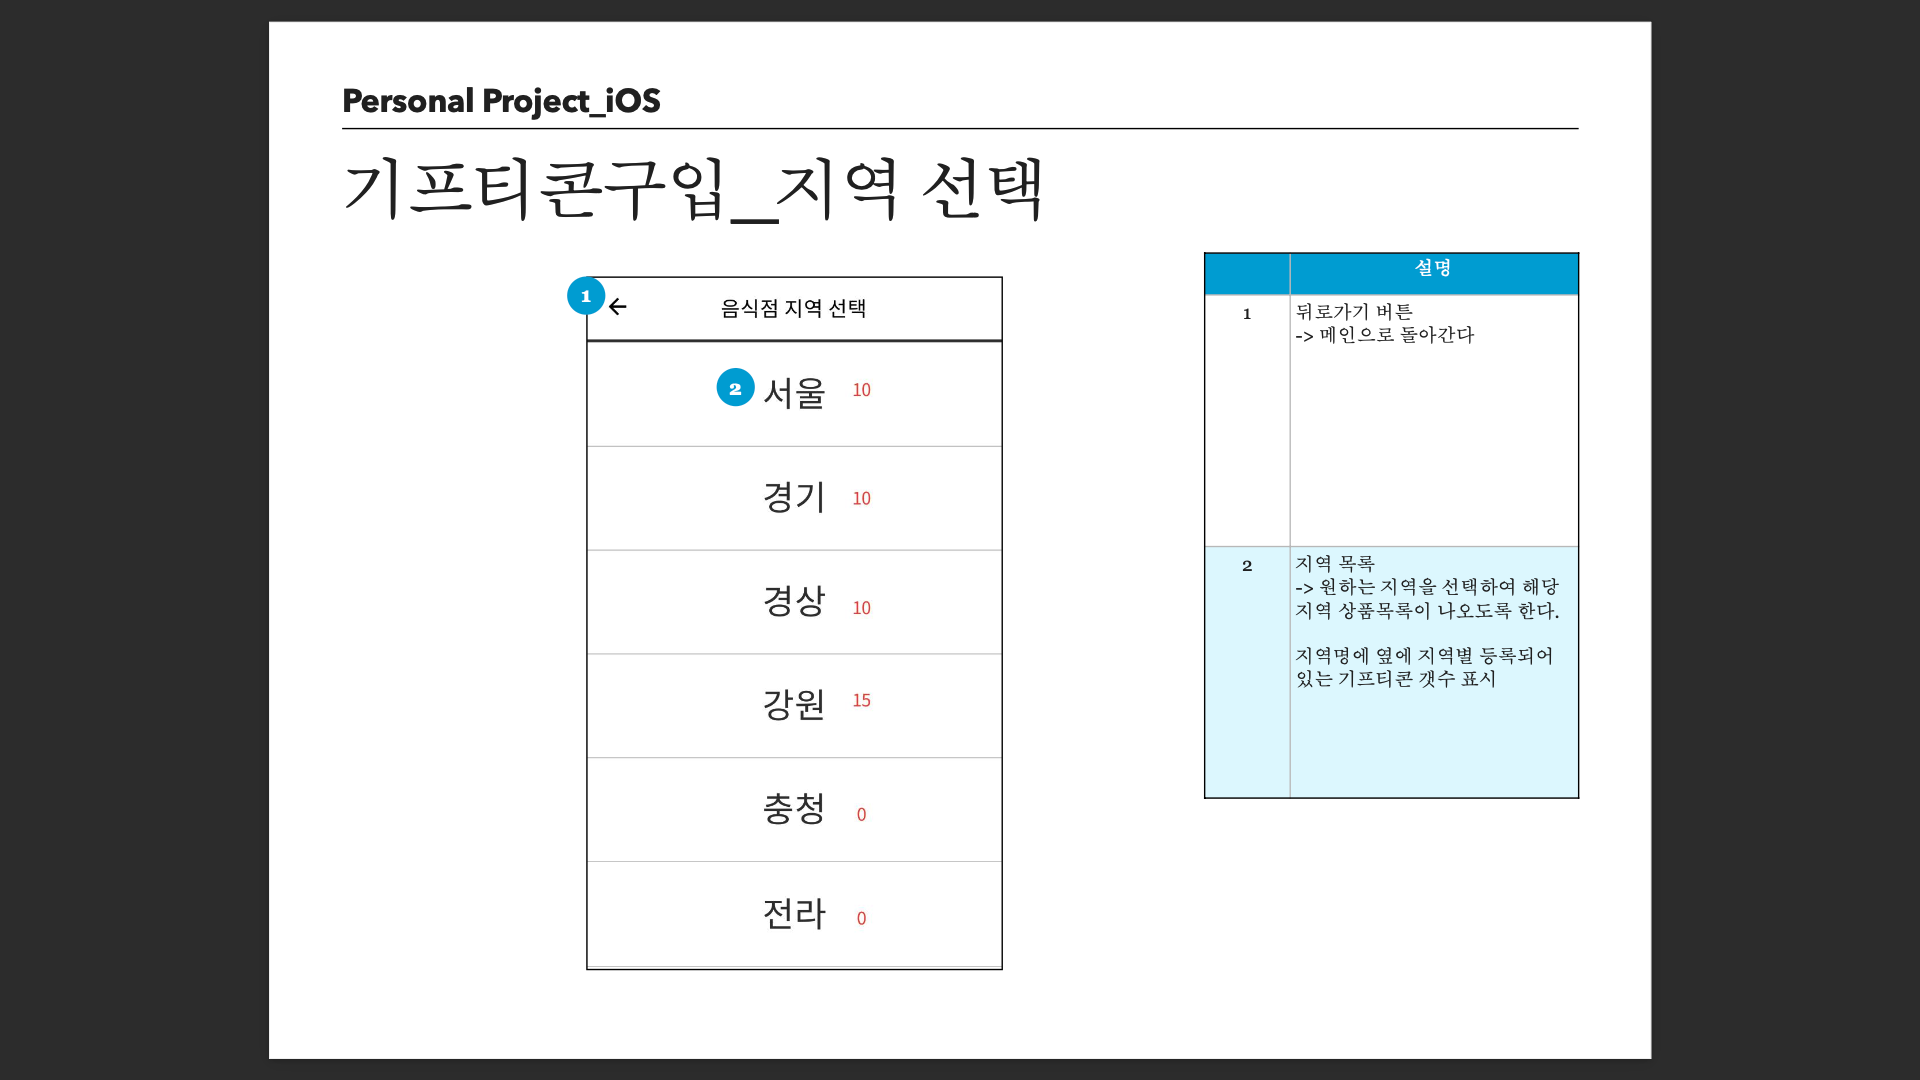 Personal Project_iOS
기프티콘구입_지역 선택
1
음식점 지역 선택
2 서울 10
경기 10
경상 10
강원 15
충청 0
전라 0
설명
1
뒤로가기 버튼
-> 메인으로 돌아간다
2
지역 목록
-> 원하는 지역을 선택하여 해당
지역 상품목록이 나오도록 한다.
지역명에 옆에 지역별 등록되어
있는 기프티콘 갯수 표시